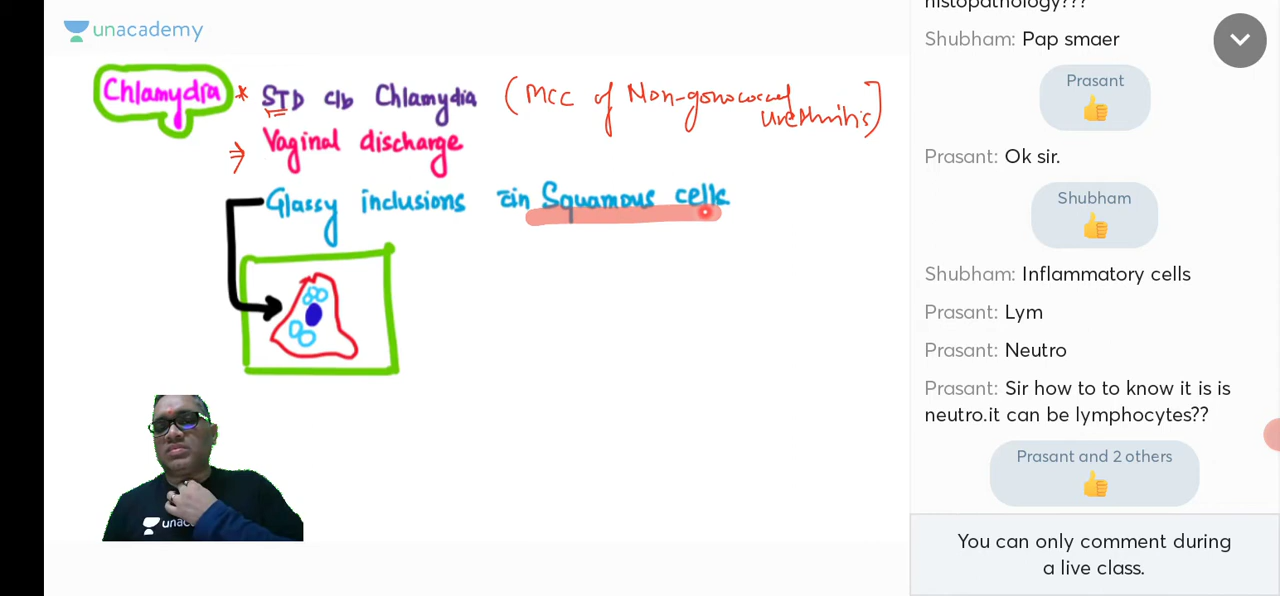 unacademy
Chlamydia * STD c/b Chlamydia (MCC of Non-gonococcal
urethritis]
⇒ Vaginal discharge
Glassy inclusions c̄in Squamous cells
unac
histopathology???
Shubham: Pap smaer
Prasant
👍
Prasant: Ok sir.
Shubham
👍
Shubham: Inflammatory cells
Prasant: Lym
Prasant: Neutro
Prasant: Sir how to to know it is is
neutro.it can be lymphocytes??
Prasant and 2 others
👍
You can only comment during
a live class.